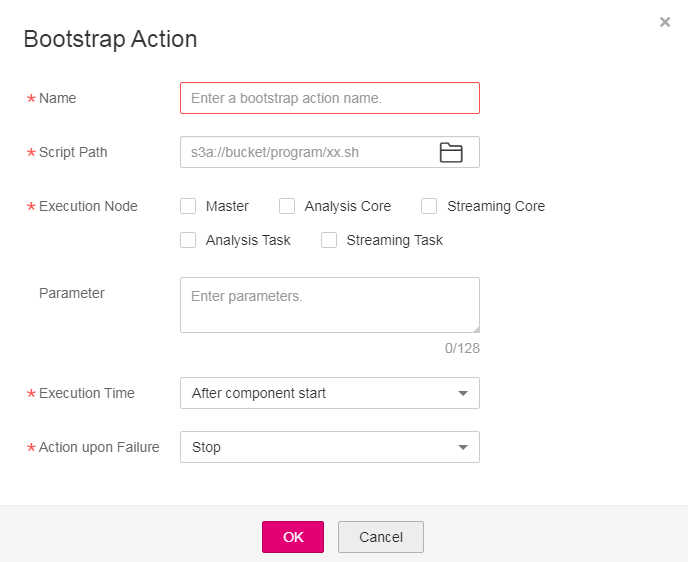 ×
Bootstrap Action
* Name Enter a bootstrap action name.
* Script Path s3a://bucket/program/xx.sh
* Execution Node Master Analysis Core Streaming Core
Analysis Task Streaming Task
Parameter Enter parameters.
0/128
* Execution Time After component start
* Action upon Failure Stop
OK Cancel